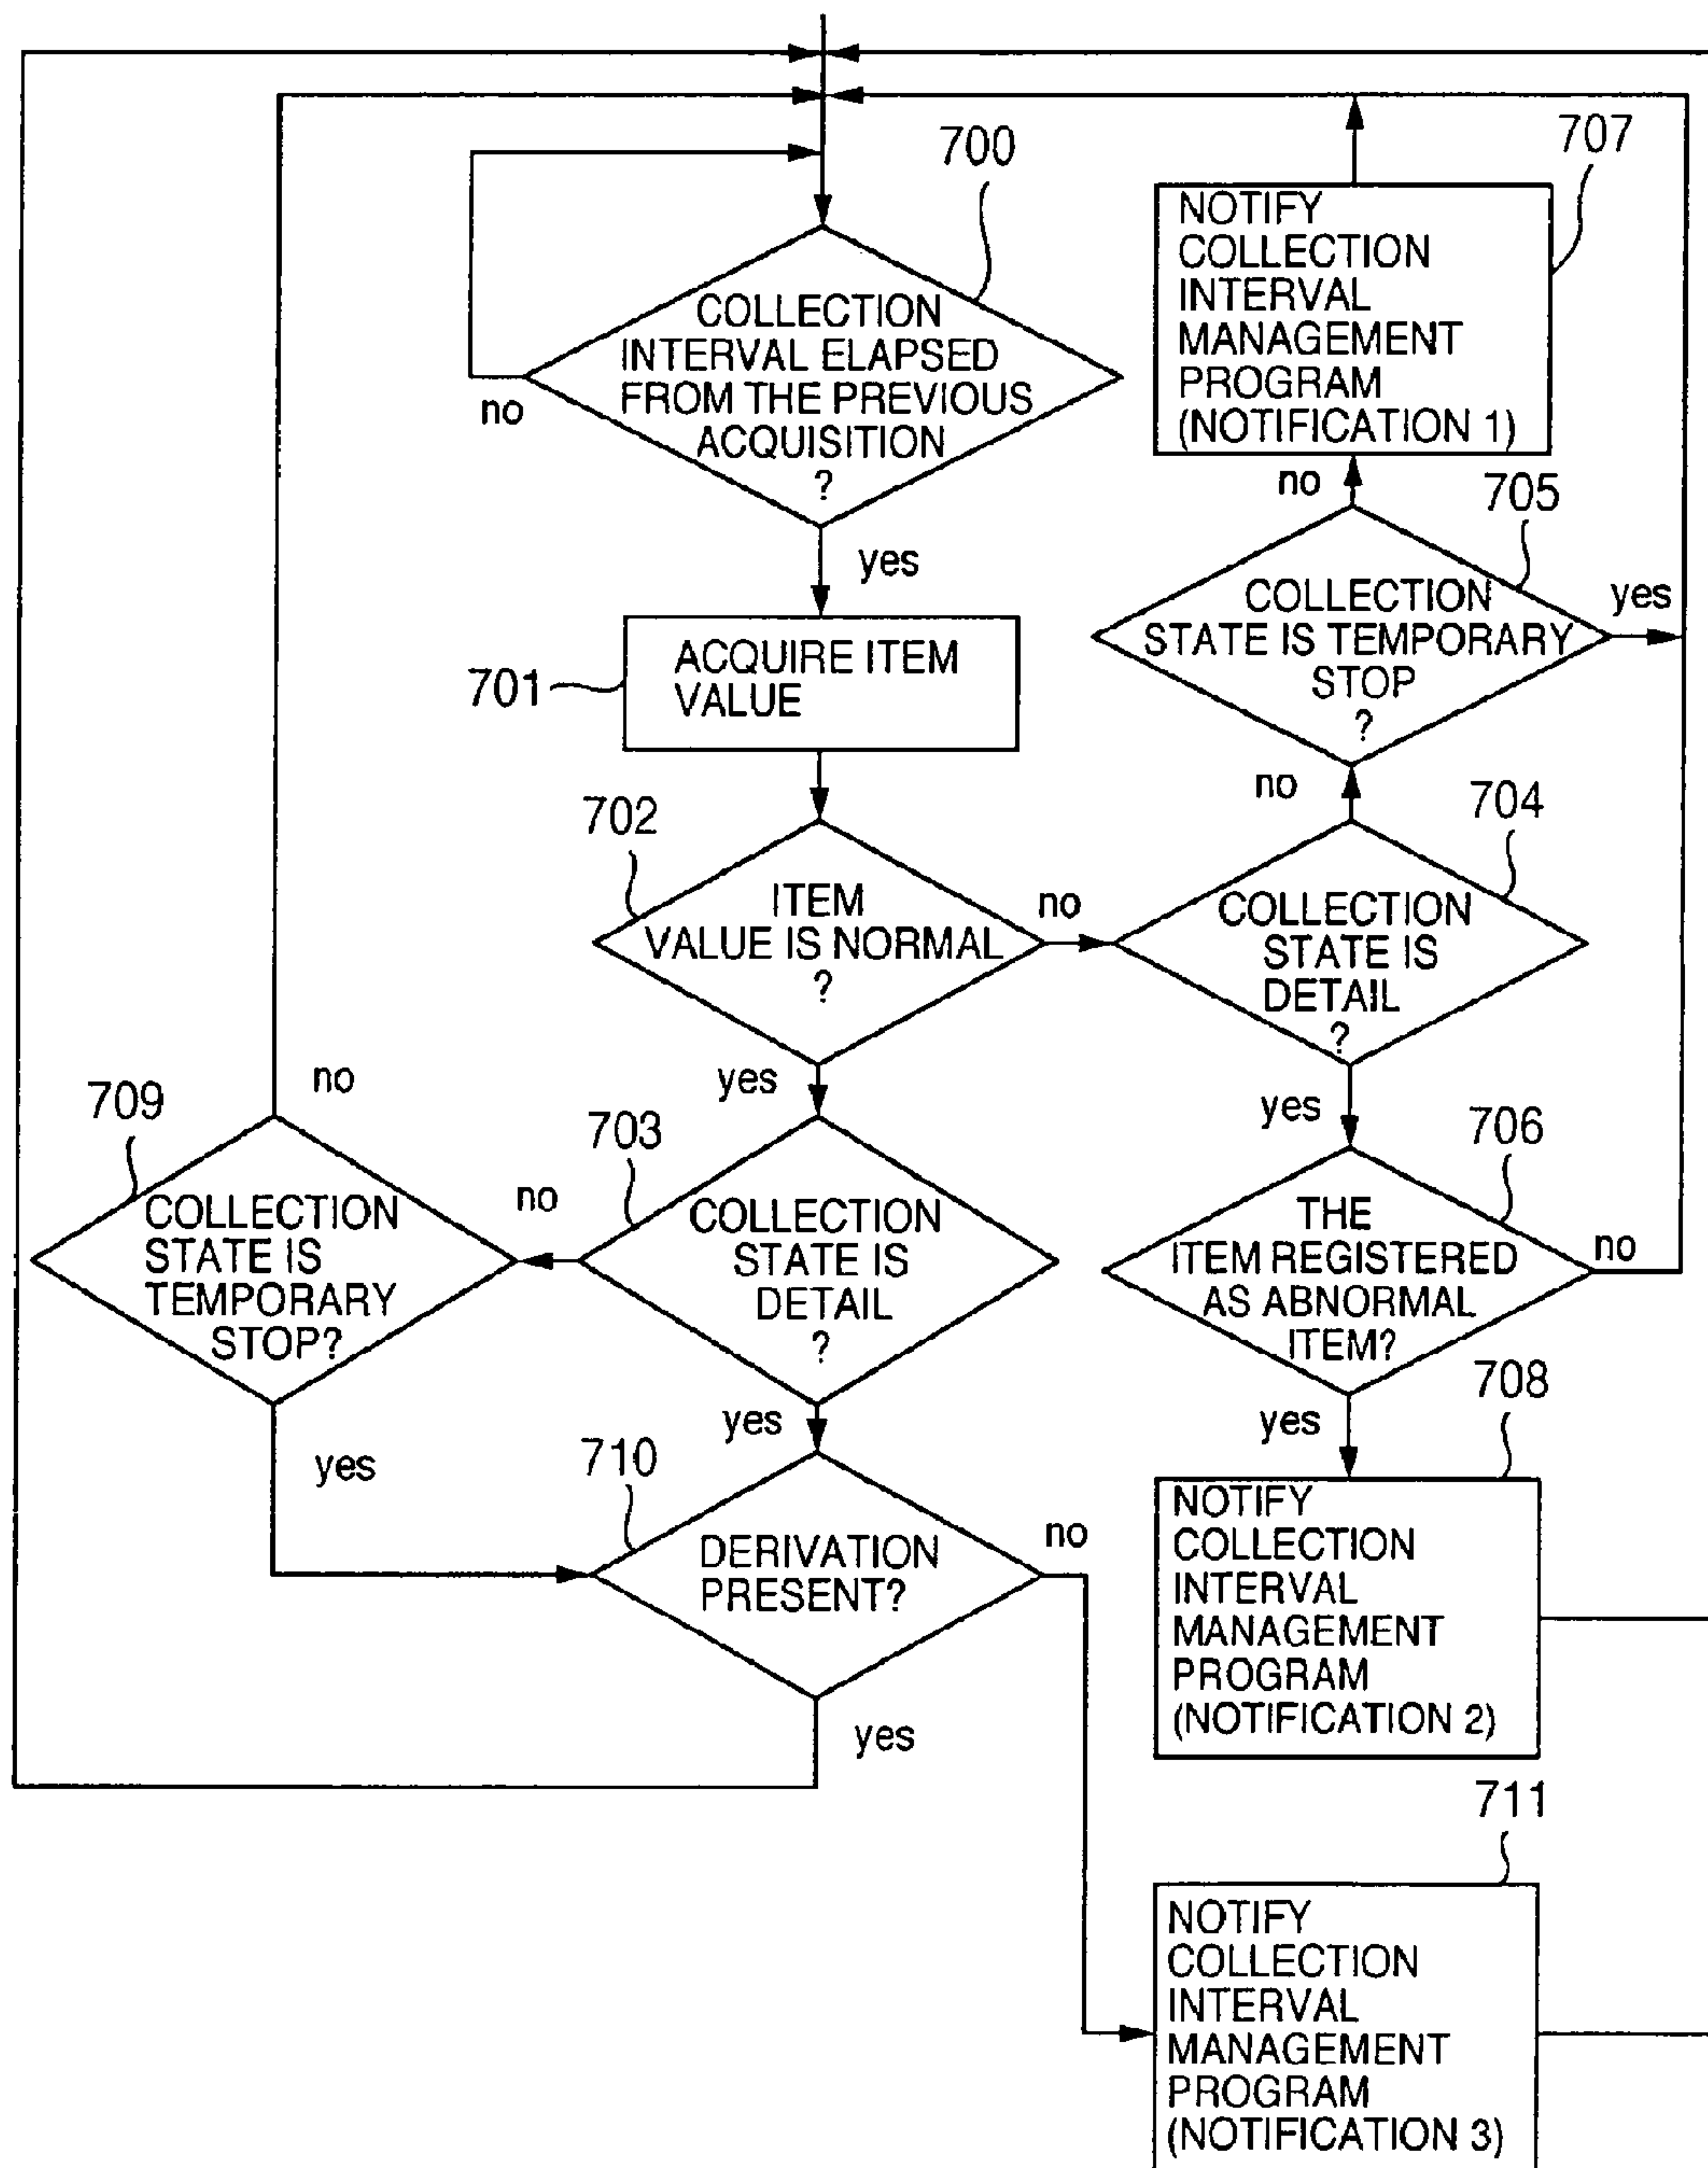 700
COLLECTION
INTERVAL ELAPSED
FROM THE PREVIOUS
ACQUISITION
?
no
yes
701
ACQUIRE ITEM
VALUE
702
ITEM
VALUE IS NORMAL
?
no
yes
703
COLLECTION
STATE IS
DETAIL
?
no
yes
709
COLLECTION
STATE IS
TEMPORARY
STOP?
no
yes
710
DERIVATION
PRESENT?
no
yes
707
NOTIFY
COLLECTION
INTERVAL
MANAGEMENT
PROGRAM
(NOTIFICATION 1)
no
705
COLLECTION
STATE IS TEMPORARY
STOP
?
yes
no
704
COLLECTION
STATE IS
DETAIL
?
yes
706
THE
ITEM REGISTERED
AS ABNORMAL
ITEM?
no
yes
708
NOTIFY
COLLECTION
INTERVAL
MANAGEMENT
PROGRAM
(NOTIFICATION 2)
711
NOTIFY
COLLECTION
INTERVAL
MANAGEMENT
PROGRAM
(NOTIFICATION 3)